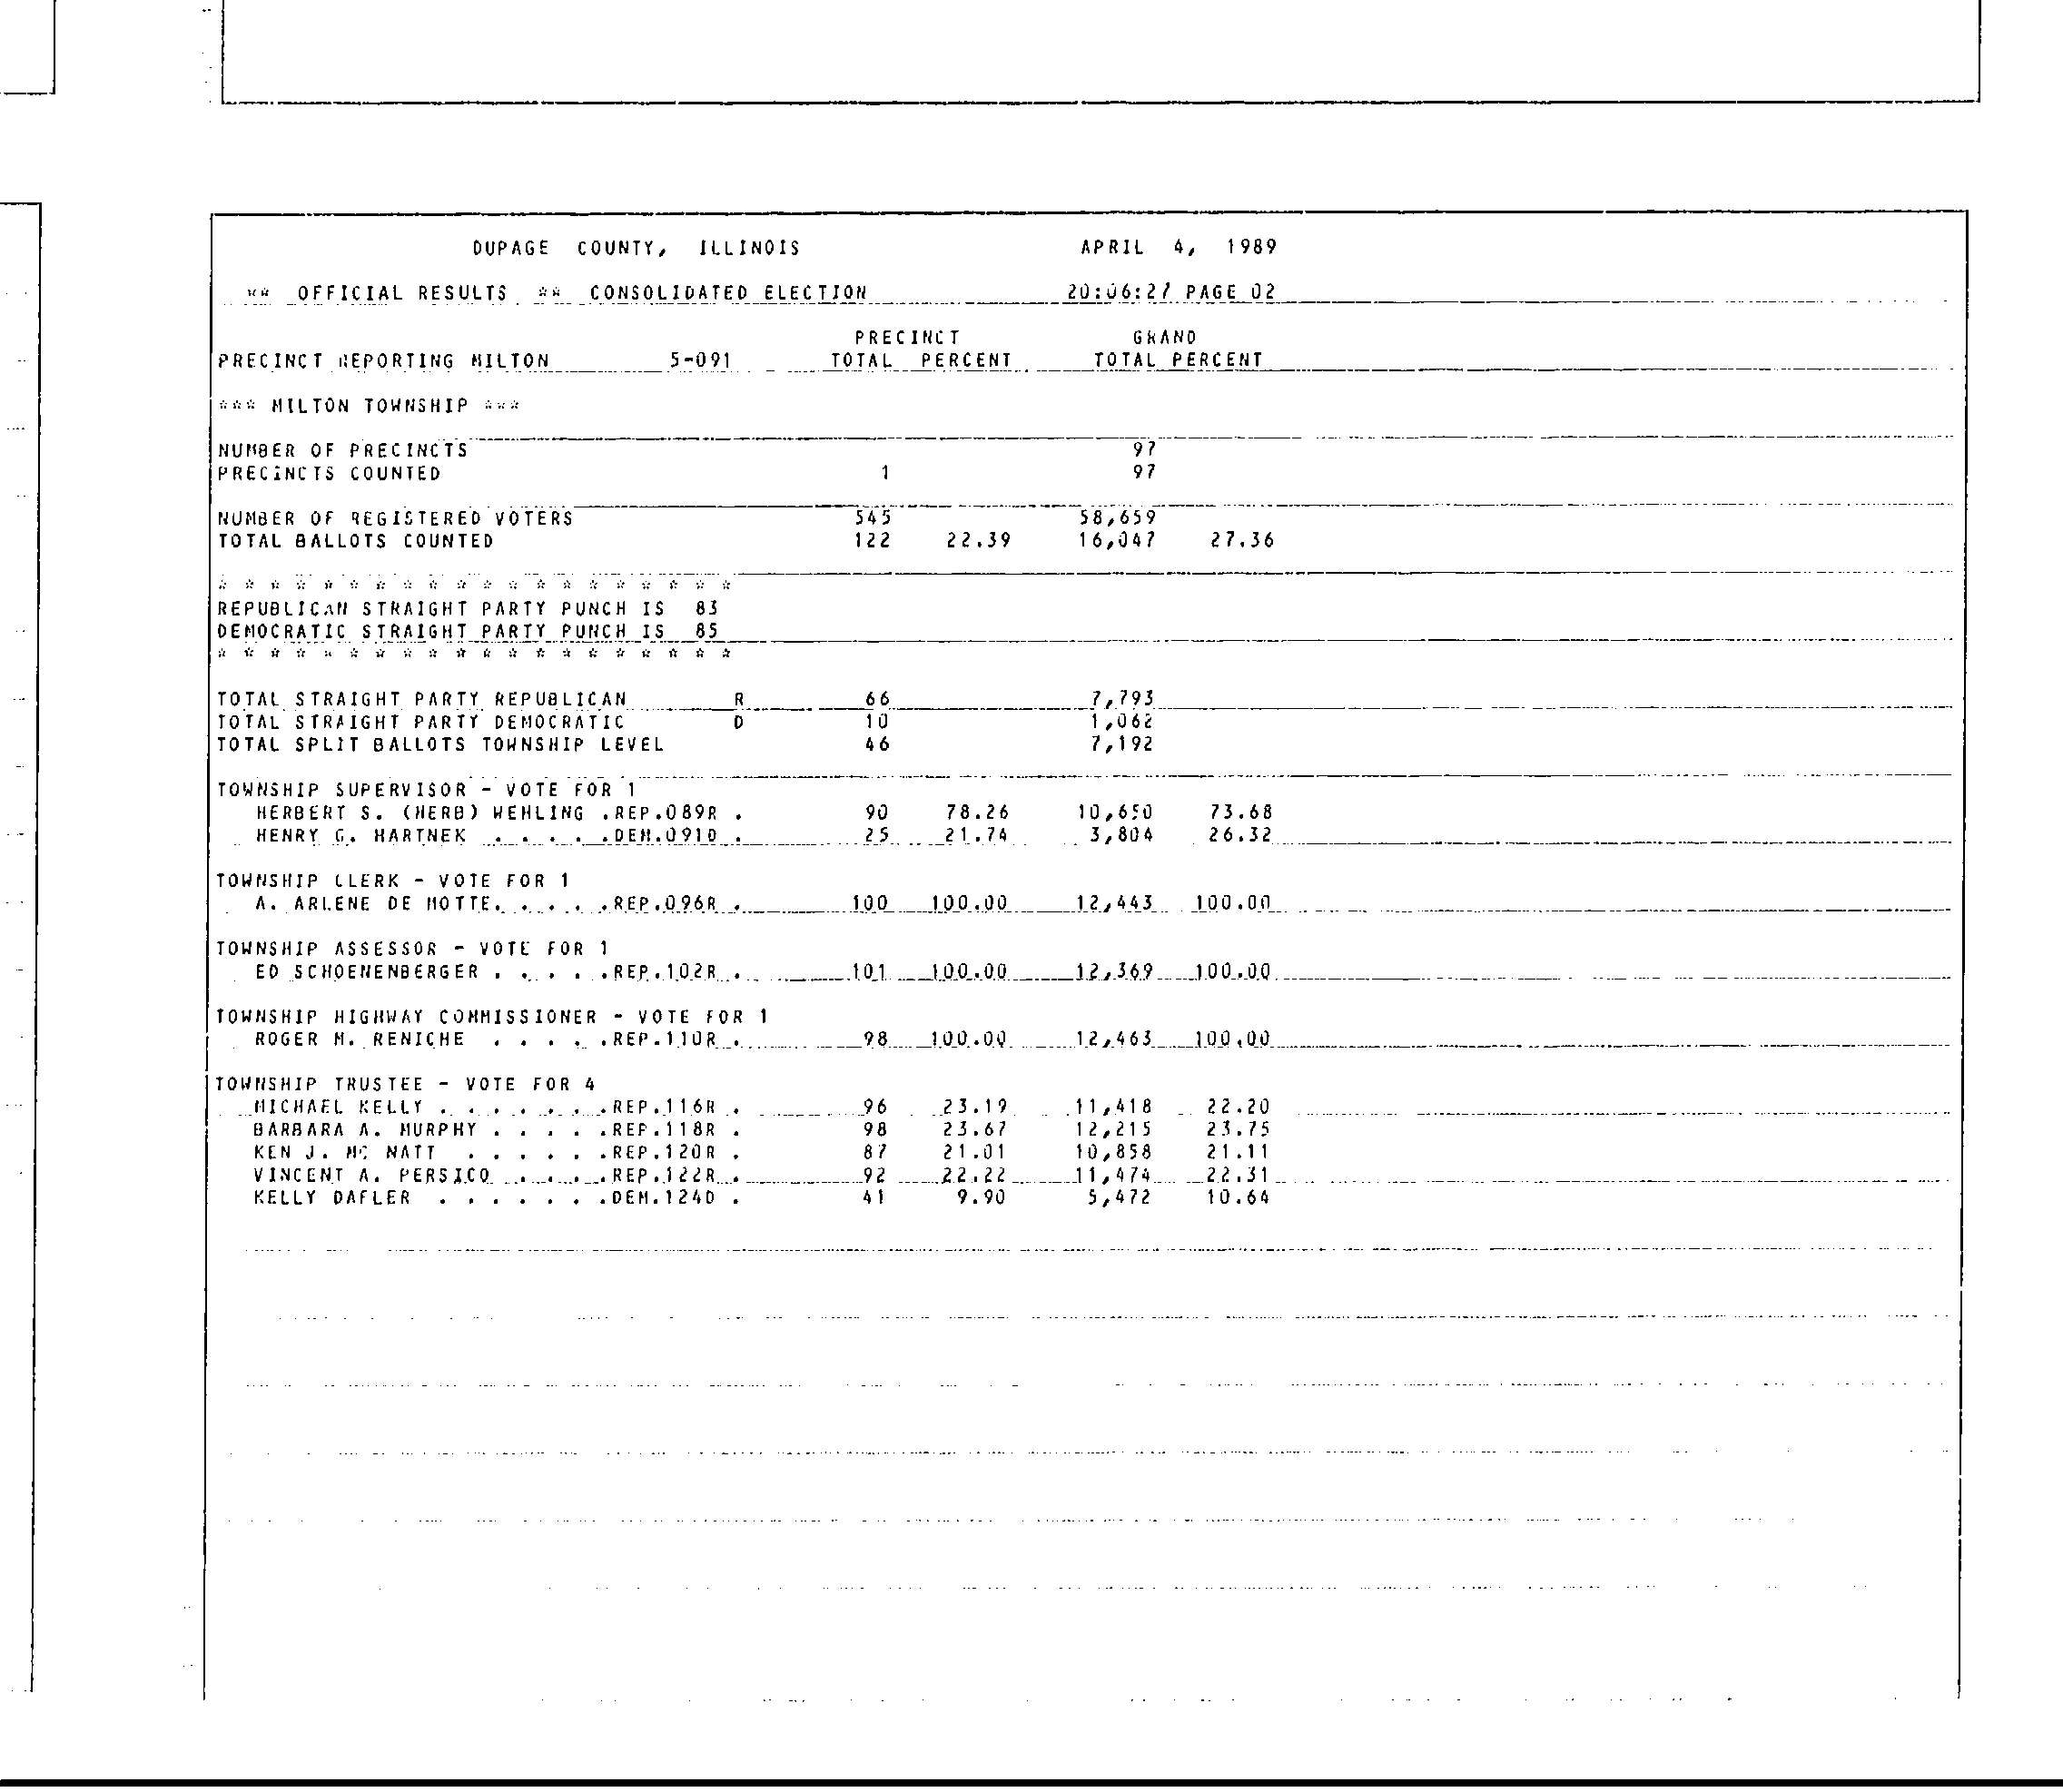 DUPAGE COUNTY, ILLINOIS APRIL 4, 1989
** OFFICIAL RESULTS ** CONSOLIDATED ELECTION 20:06:27 PAGE 02
PRECINCT GRAND
PRECINCT REPORTING MILTON 5-091 TOTAL PERCENT TOTAL PERCENT
*** MILTON TOWNSHIP ***
NUMBER OF PRECINCTS 97
PRECINCTS COUNTED 1 97
NUMBER OF REGISTERED VOTERS 545 58,659
TOTAL BALLOTS COUNTED 122 22.39 16,047 27.36
* * * * * * * * * * * * * * * * * * * *
REPUBLICAN STRAIGHT PARTY PUNCH IS 83
DEMOCRATIC STRAIGHT PARTY PUNCH IS 85
* * * * * * * * * * * * * * * * * * * *
TOTAL STRAIGHT PARTY REPUBLICAN R 66 7,793
TOTAL STRAIGHT PARTY DEMOCRATIC D 10 1,062
TOTAL SPLIT BALLOTS TOWNSHIP LEVEL 46 7,192
TOWNSHIP SUPERVISOR - VOTE FOR 1
HERBERT S. (HERB) WEHLING .REP.089R . 90 78.26 10,650 73.68
HENRY G. HARTNEK . . . . .DEM.091D . 25 21.74 3,804 26.32
TOWNSHIP CLERK - VOTE FOR 1
A. ARLENE DE MOTTE. . . . .REP.096R . 100 100.00 12,443 100.00
TOWNSHIP ASSESSOR - VOTE FOR 1
ED SCHOENENBERGER . . . . .REP.102R . 101 100.00 12,369 100.00
TOWNSHIP HIGHWAY COMMISSIONER - VOTE FOR 1
ROGER M. RENICHE . . . . .REP.110R . 98 100.00 12,463 100.00
TOWNSHIP TRUSTEE - VOTE FOR 4
MICHAEL KELLY . . . . . . .REP.116R . 96 23.19 11,418 22.20
BARBARA A. MURPHY . . . . .REP.118R . 98 23.67 12,215 23.75
KEN J. MC NATT . . . . . .REP.120R . 87 21.01 10,858 21.11
VINCENT A. PERSICO . . . .REP.122R . 92 22.22 11,474 22.31
KELLY DAFLER . . . . . . .DEM.124D . 41 9.90 5,472 10.64